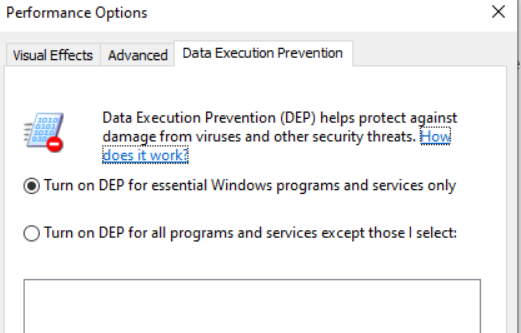 Performance Options
Visual Effects
Advanced
Data Execution Prevention
Data Execution Prevention (DEP) helps protect against
damage from viruses and other security threats. How
does it work?
Turn on DEP for essential Windows programs and services only
Turn on DEP for all programs and services except those I select: